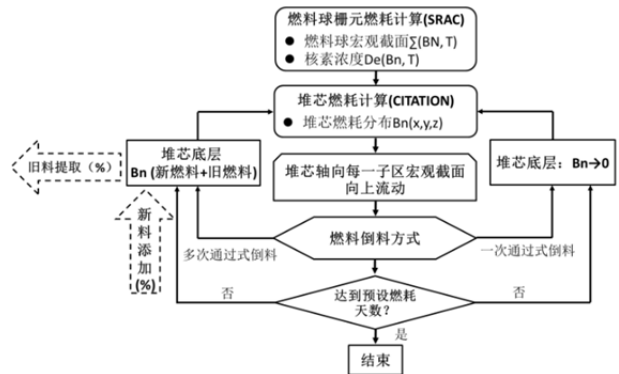 燃料球栅元燃耗计算(SRAC)
● 燃料球宏观截面∑(BN, T)
● 核素浓度De(Bn, T)
堆芯燃耗计算(CITATION)
● 堆芯燃耗分布Bn(x,y,z)
旧料提取（%）
堆芯底层
Bn (新燃料+旧燃料)
堆芯轴向每一子区宏观截面
向上流动
堆芯底层：Bn→0
新
料
添
加
(%)
多次通过式倒料
燃料倒料方式
一次通过式倒料
否
达到预设燃耗
天数？
否
是
结束